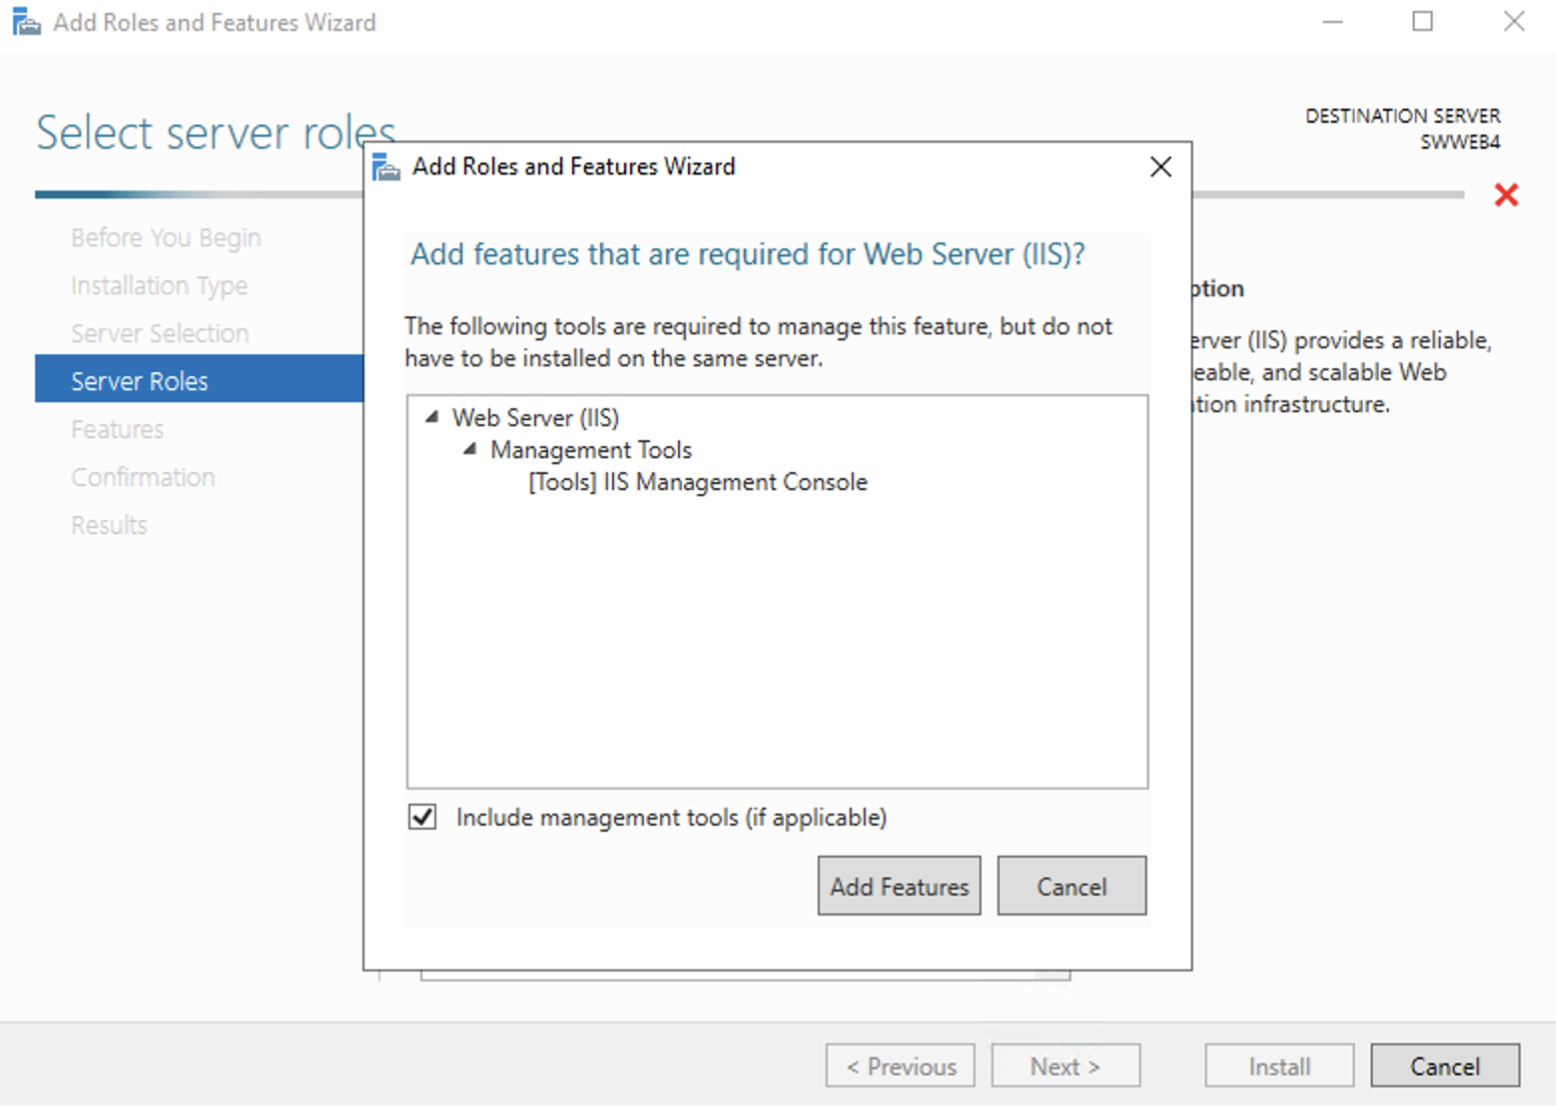 Add Roles and Features Wizard
Select server roles
DESTINATION SERVER
SWWEB4
Before You Begin
Installation Type
Server Selection
Server Roles
Features
Confirmation
Results
Add Roles and Features Wizard
Add features that are required for Web Server (IIS)?
The following tools are required to manage this feature, but do not
have to be installed on the same server.
Web Server (IIS)
Management Tools
[Tools] IIS Management Console
Include management tools (if applicable)
Add Features
Cancel
(IIS) provides a reliable,
and scalable Web
infrastructure.
< Previous
Next >
Install
Cancel